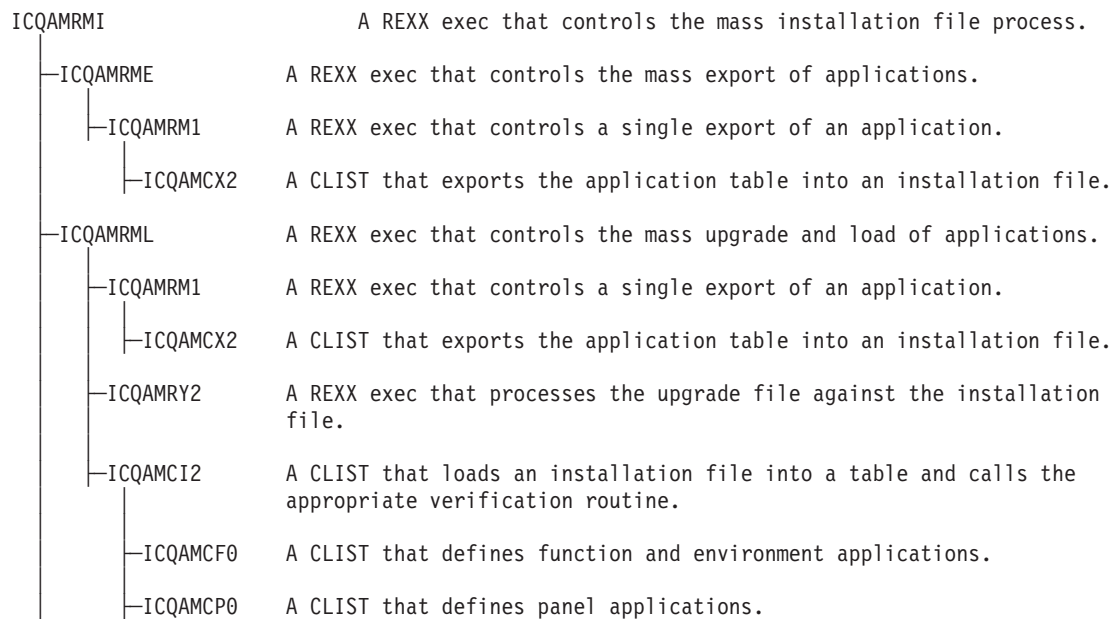 ICQAMRMI A REXX exec that controls the mass installation file process.
ICQAMRME A REXX exec that controls the mass export of applications.
ICQAMRM1 A REXX exec that controls a single export of an application.
ICQAMCX2 A CLIST that exports the application table into an installation file.
ICQAMRML A REXX exec that controls the mass upgrade and load of applications.
ICQAMRM1 A REXX exec that controls a single export of an application.
ICQAMCX2 A CLIST that exports the application table into an installation file.
ICQAMRY2 A REXX exec that processes the upgrade file against the installation
file.
ICQAMCI2 A CLIST that loads an installation file into a table and calls the
appropriate verification routine.
ICQAMCF0 A CLIST that defines function and environment applications.
ICQAMCP0 A CLIST that defines panel applications.